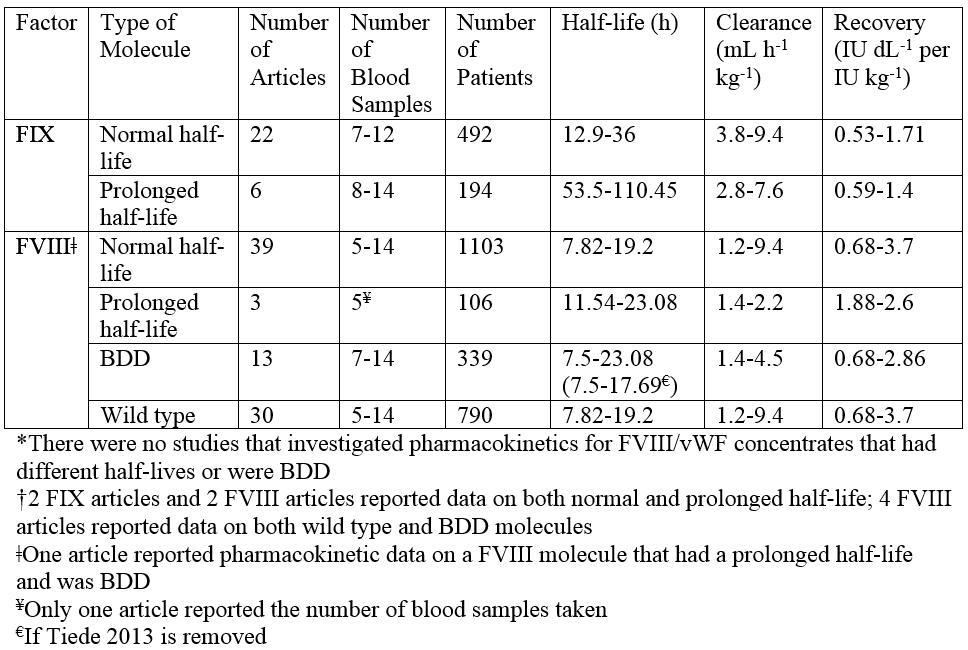 Factor Type of Molecule Number of Articles Number of Blood Samples Number of Patients Half-life (h) Clearance (mL h-1 kg-1) Recovery (IU dL-1 per IU kg-1)
FIX Normal half-life 22 7-12 492 12.9-36 3.8-9.4 0.53-1.71
Prolonged half-life 6 8-14 194 53.5-110.45 2.8-7.6 0.59-1.4
FVIIIǂ Normal half-life 39 5-14 1103 7.82-19.2 1.2-9.4 0.68-3.7
Prolonged half-life 3 5¥ 106 11.54-23.08 1.4-2.2 1.88-2.6
BDD 13 7-14 339 7.5-23.08 (7.5-17.69€) 1.4-4.5 0.68-2.86
Wild type 30 5-14 790 7.82-19.2 1.2-9.4 0.68-3.7
*There were no studies that investigated pharmacokinetics for FVIII/vWF concentrates that had
different half-lives or were BDD
†2 FIX articles and 2 FVIII articles reported data on both normal and prolonged half-life; 4 FVIII
articles reported data on both wild type and BDD molecules
ǂOne article reported pharmacokinetic data on a FVIII molecule that had a prolonged half-life
and was BDD
¥Only one article reported the number of blood samples taken
€If Tiede 2013 is removed